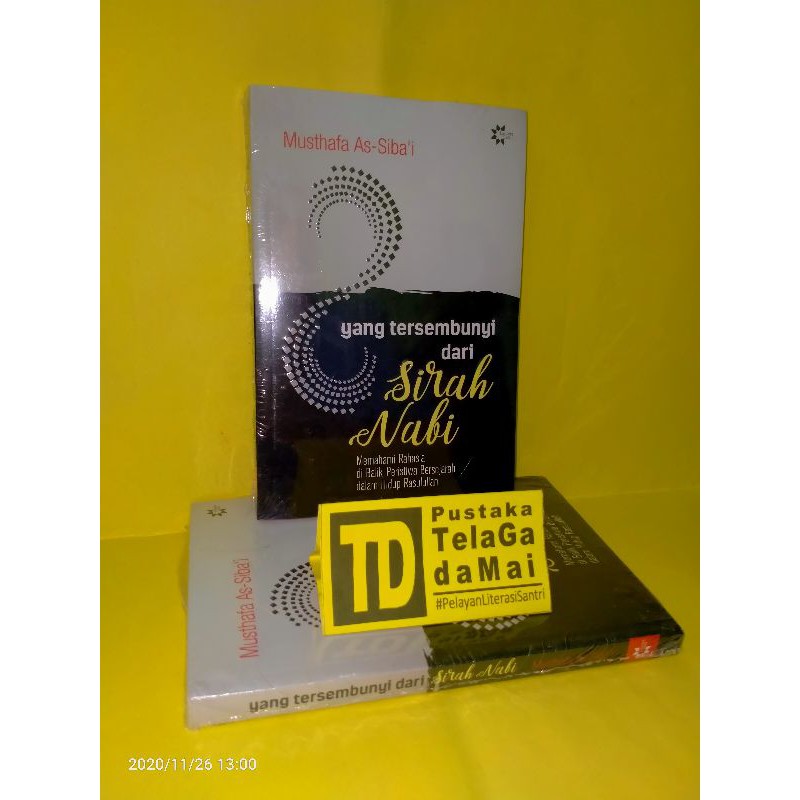 Musthafa As-Siba'i
yang tersembunyi
dari
Sirah
Nabi
Memahami Rahasia
di Balik Peristiwa Bersejarah
dalam Hidup Rasulullah
TD
Pustaka
TelaGa
daMai
#PelayanLiterasiSantri
Musthafa As-Siba'i
yang tersembunyi dari Sirah Nabi
2020/11/26 13:00